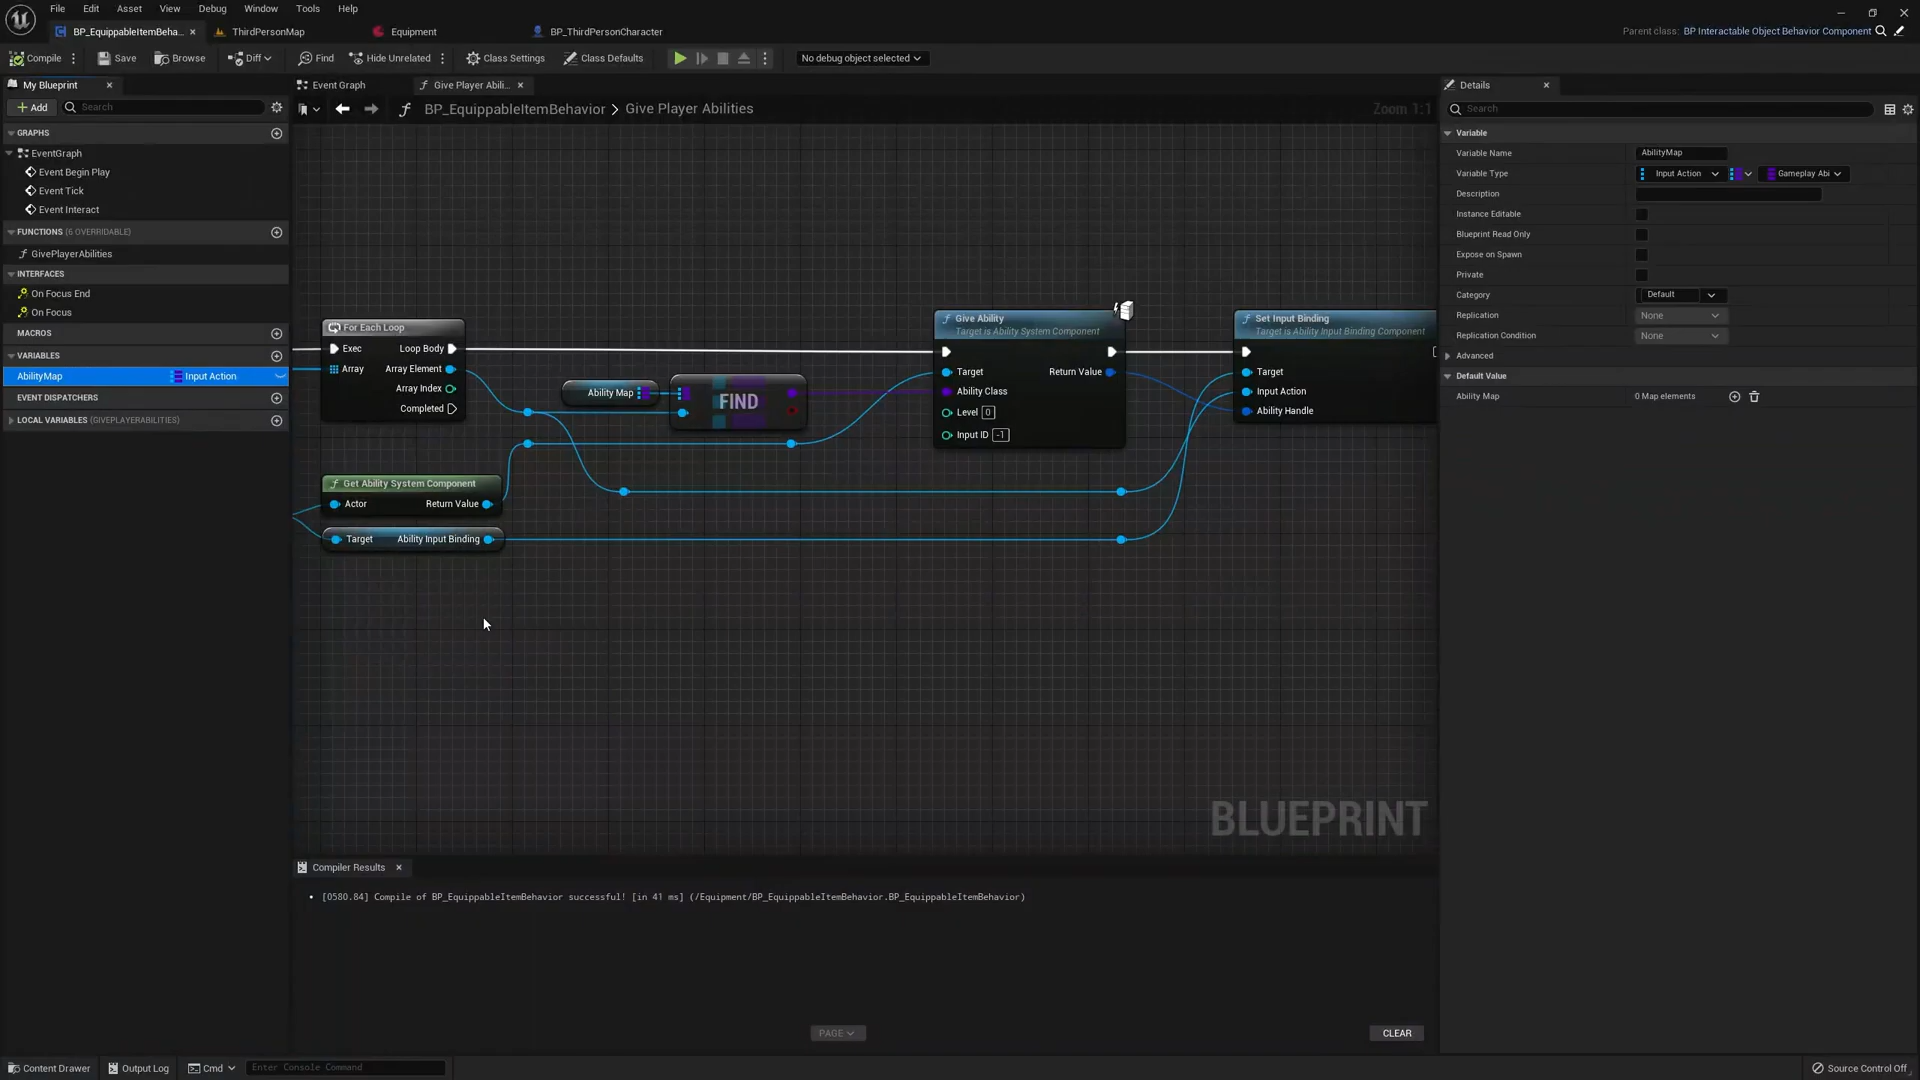 File Edit Asset View Window Debug Tools Help
BP_EquippableItemBeha...
ThirdPersonMap
Equipment
BP_ThirdPersonCharacter
Parent class: BP Interactable Object Behavior Component
Compile
Save
Browse
Diff
Find
Hide Unrelated
Class Settings
Class Defaults
No debug object selected
My Blueprint
Event Graph
Give Player Abili...
Details
Add
Search
BP_EquippableItemBehavior > Give Player Abilities
Zoom 1:1
Search
GRAPHS
EventGraph
Event Begin Play
Event Tick
Event Interact
FUNCTIONS (6 OVERRIDABLE)
GivePlayerAbilities
INTERFACES
On Focus End
On Focus
MACROS
VARIABLES
AbilityMap Input Action
EVENT DISPATCHERS
LOCAL VARIABLES (GIVEPLAYERABILITIES)
For Each Loop
Exec Loop Body
Array Array Element
Array Index
Completed
Ability Map
FIND
Get Ability System Component
Actor Return Value
Target Ability Input Binding
Give Ability
Target is Ability System Component
Target Return Value
Ability Class
Level 0
Input ID -1
Set Input Binding
Target is Ability Input Binding Component
Target
Input Action
Ability Handle
BLUEPRINT
Variable
Variable Name AbilityMap
Variable Type Input Action Gameplay Abi
Description
Instance Editable
Blueprint Read Only
Expose on Spawn
Private
Category Default
Replication None
Replication Condition None
Advanced
Default Value
Ability Map 0 Map elements
Compiler Results
[0580.84] Compile of BP_EquippableItemBehavior successful! [in 41 ms] (/Equipment/BP_EquippableItemBehavior.BP_EquippableItemBehavior)
PAGE
CLEAR
Content Drawer
Output Log
Cmd
Enter Console Command
Source Control Off